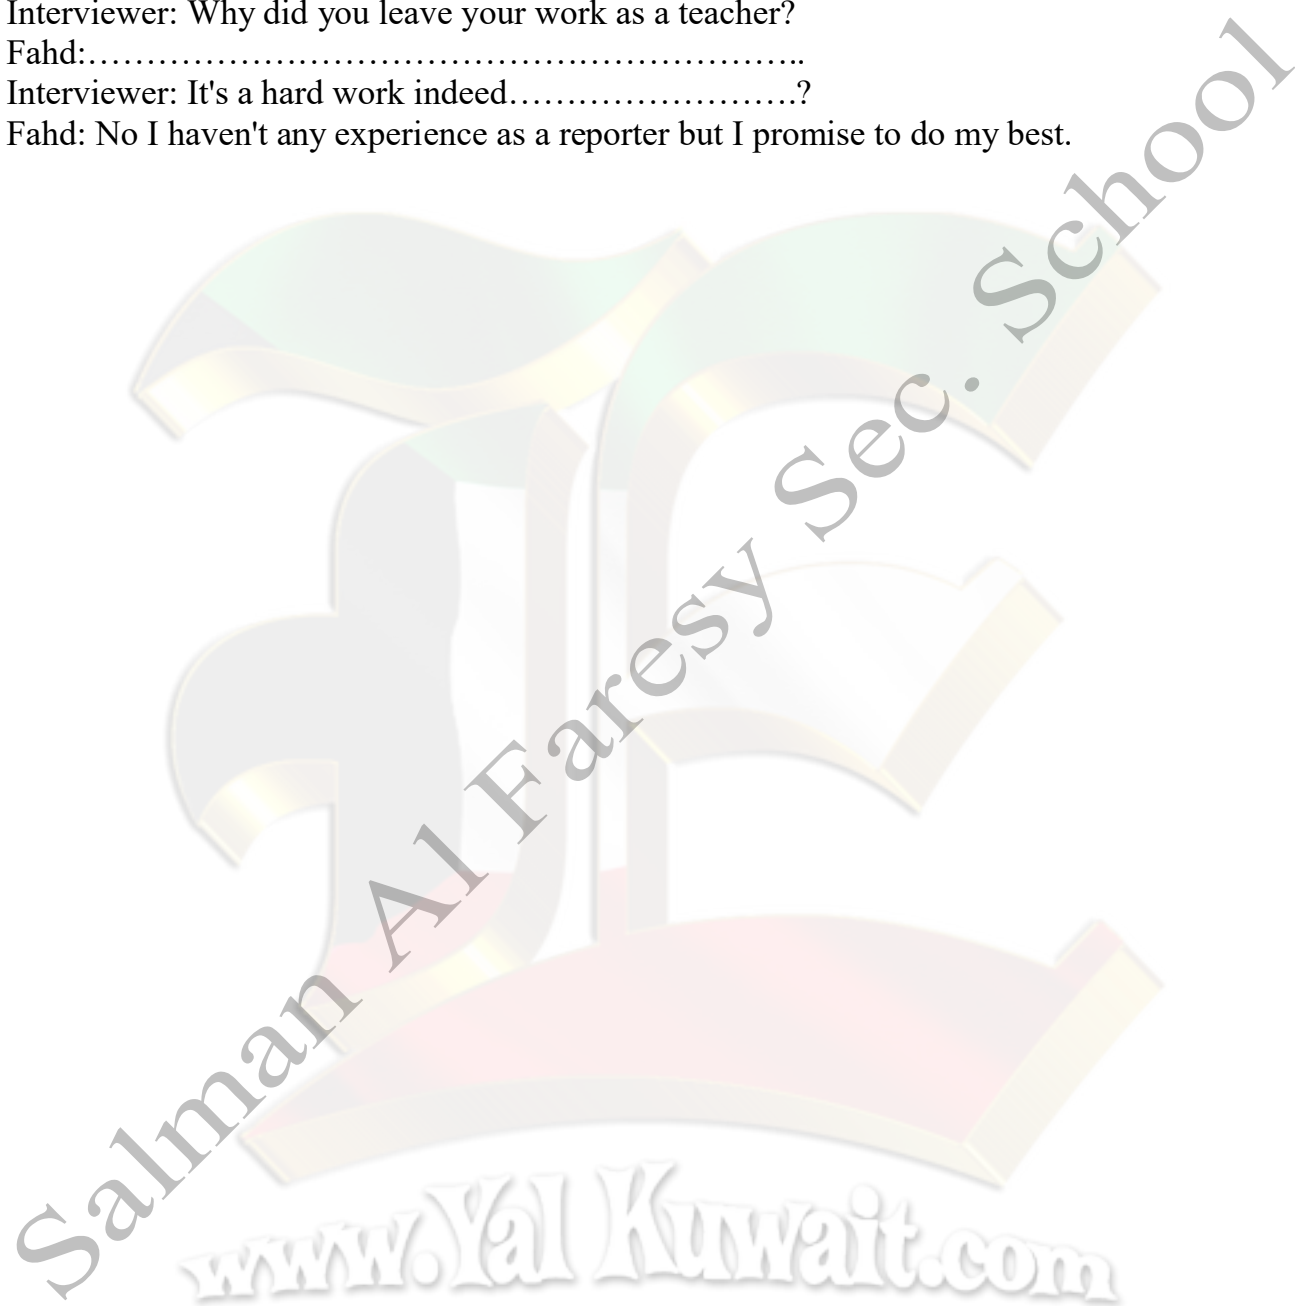 Interviewer: Why did you leave your work as a teacher?
Fahd:…………………………………………………………..
Interviewer: It's a hard work indeed…………………….?
Fahd: No I haven't any experience as a reporter but I promise to do my best.
Salman Al Faresy Sec. School
www.Yal Kuwait.com